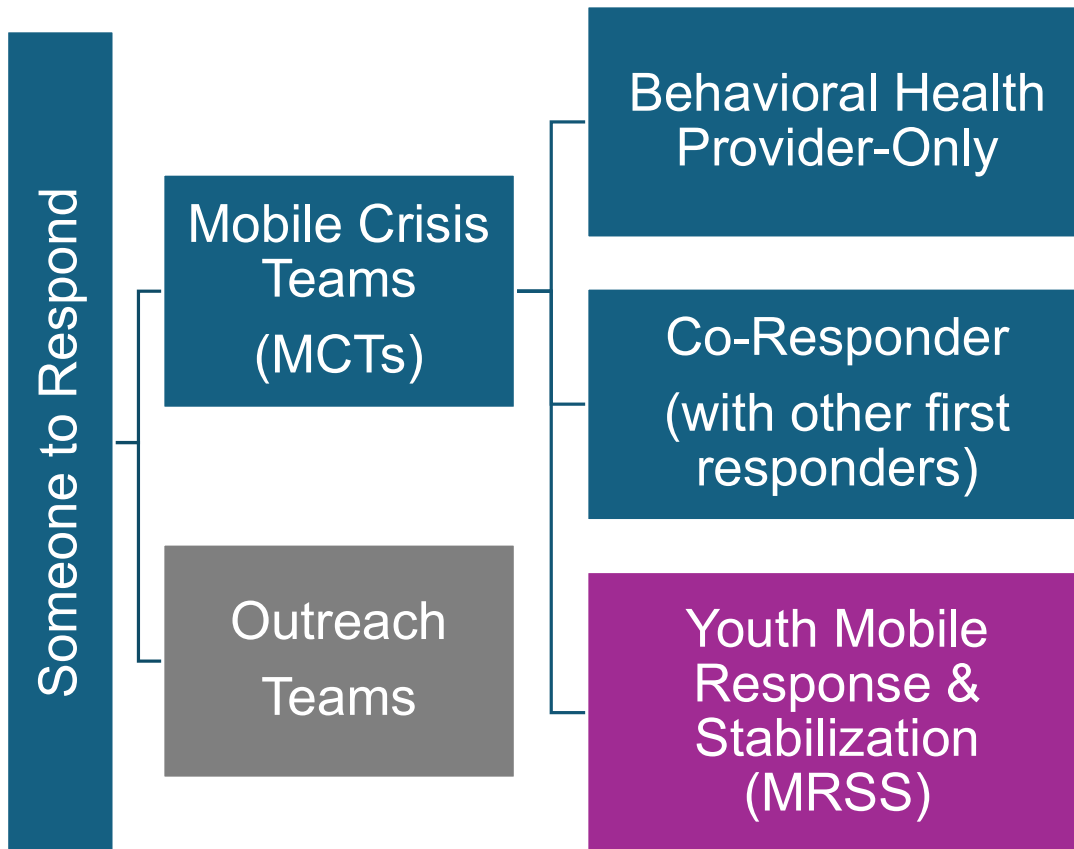 Someone to Respond
Mobile Crisis
Teams
(MCTs)
Outreach
Teams
Behavioral Health
Provider-Only
Co-Responder
(with other first
responders)
Youth Mobile
Response &
Stabilization
(MRSS)